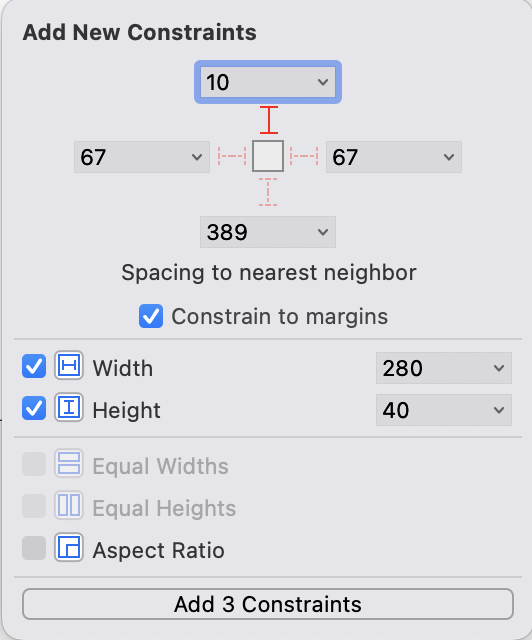 Add New Constraints
10
67
67
389
Spacing to nearest neighbor
Constrain to margins
Width 280
Height 40
Equal Widths
Equal Heights
Aspect Ratio
Add 3 Constraints